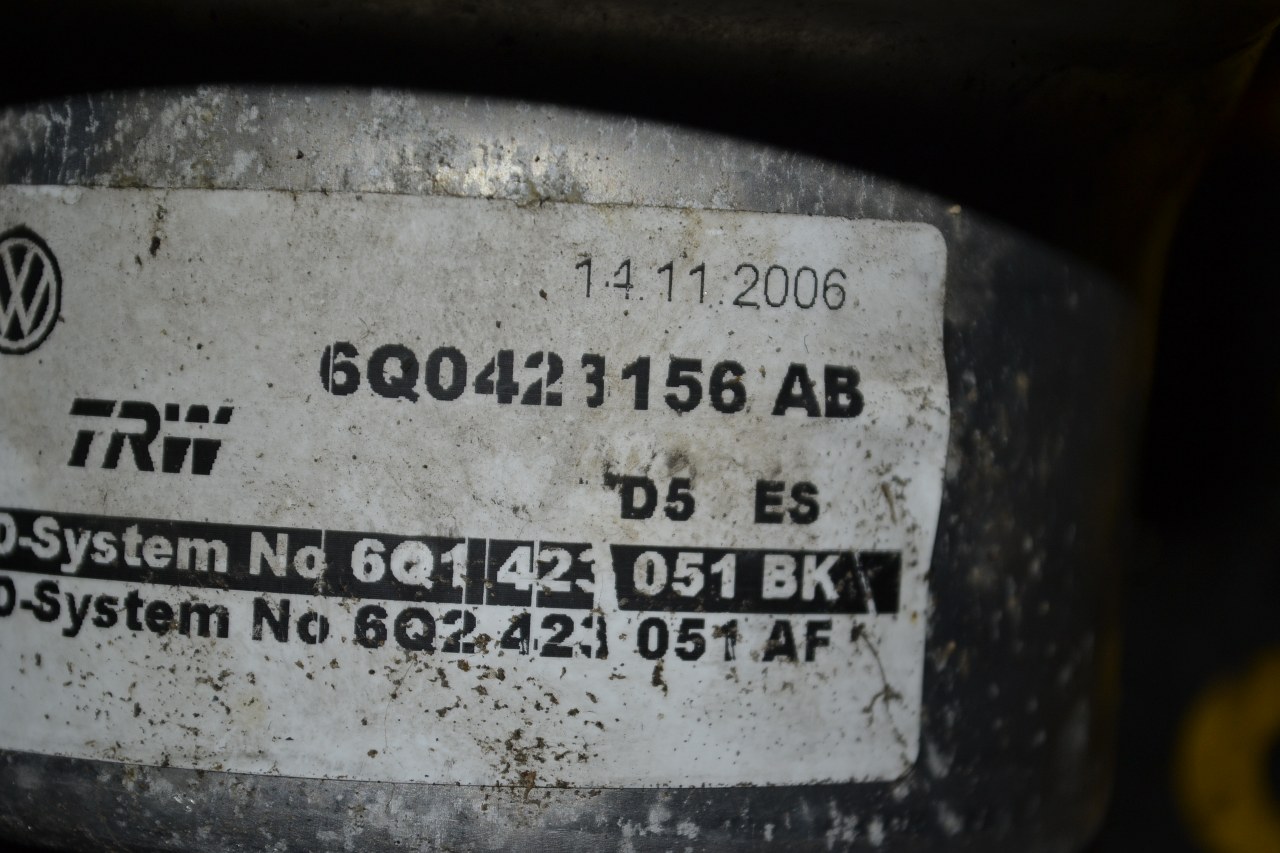 14.11.2006
6Q0423156 AB
TRW
D5 ES
D-System No 6Q1 423 051 BK
D-System No 6Q2 423 051 AF